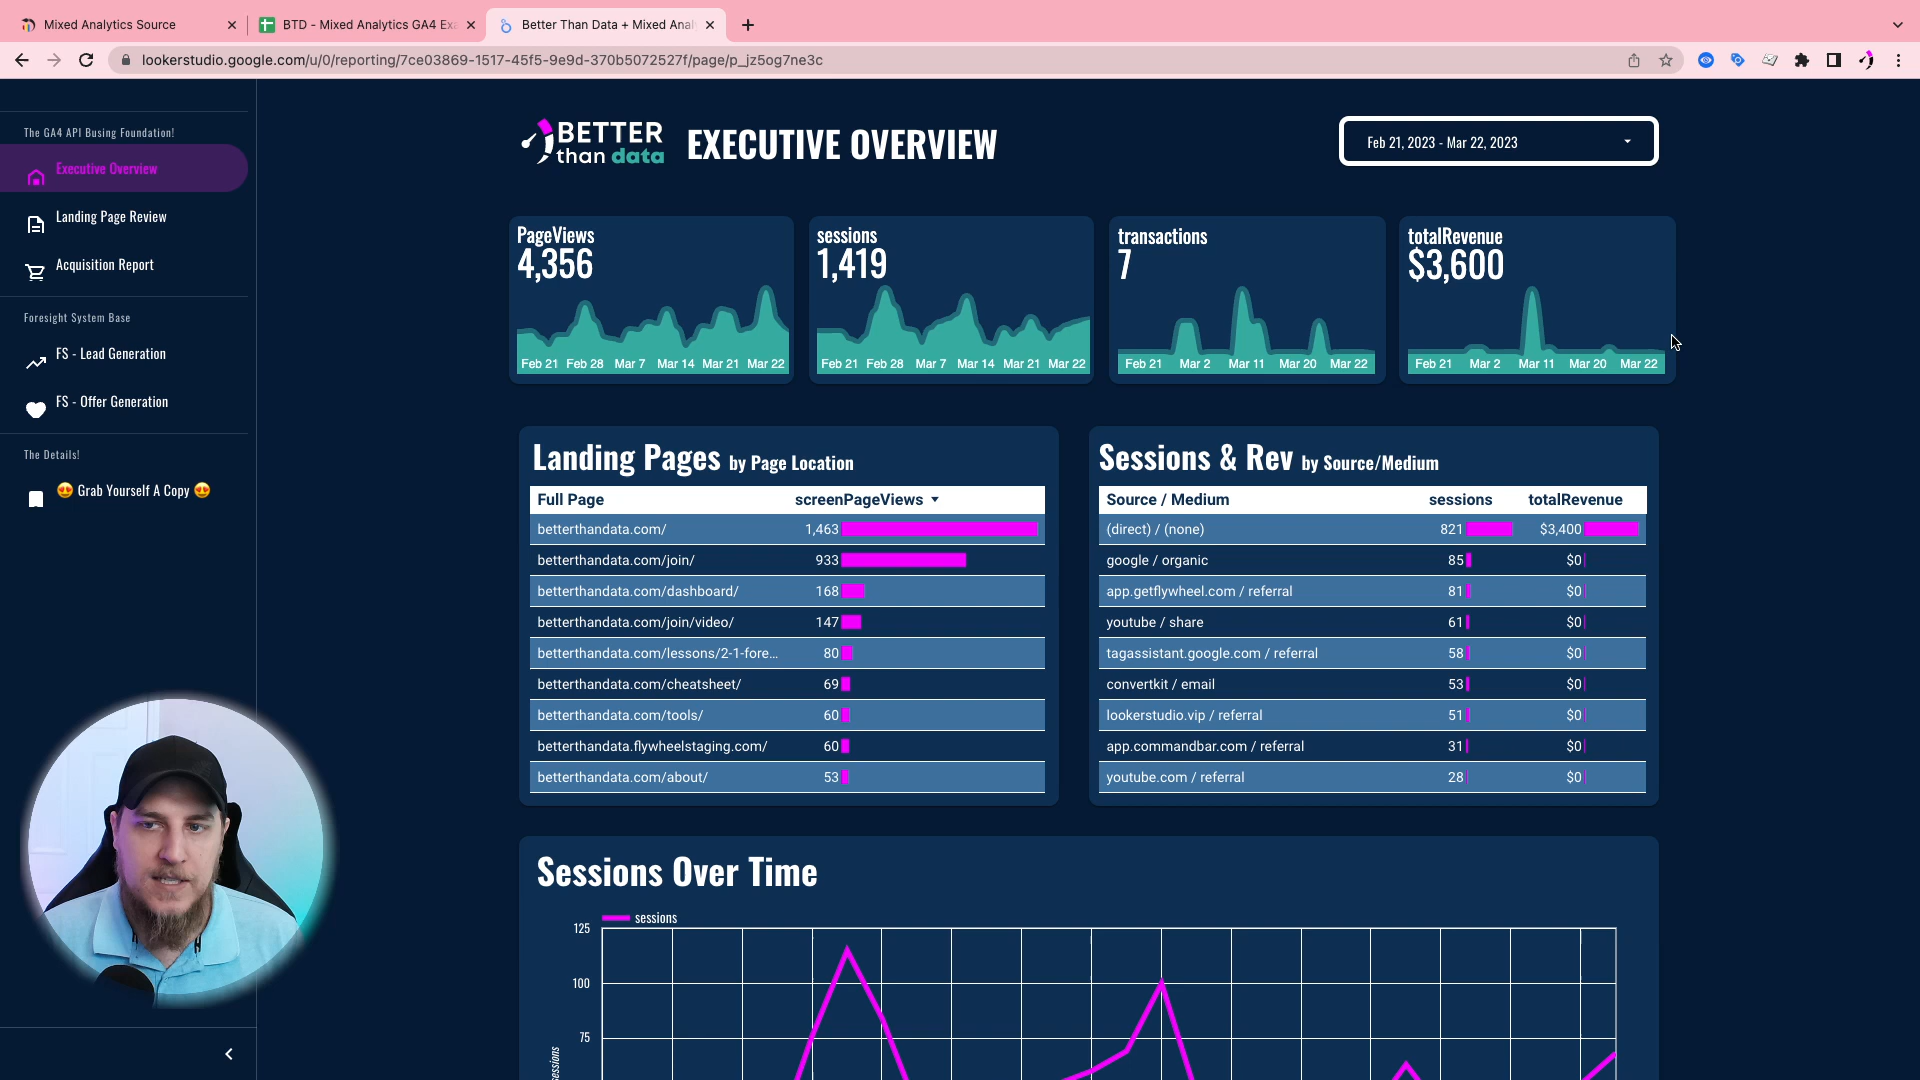 Mixed Analytics Source
BTD - Mixed Analytics GA4 Exa
Better Than Data + Mixed Anal
lookerstudio.google.com/u/0/reporting/7ce03869-1517-45f5-9e9d-370b5072527f/page/p_jz5og7ne3c
The GA4 API Busing Foundation!
Executive Overview
Landing Page Review
Acquisition Report
Foresight System Base
FS - Lead Generation
FS - Offer Generation
The Details!
😍 Grab Yourself A Copy 😍
BETTER
than data
EXECUTIVE OVERVIEW
Feb 21, 2023 - Mar 22, 2023
PageViews
4,356
Feb 21 Feb 28 Mar 7 Mar 14 Mar 21 Mar 22
sessions
1,419
Feb 21 Feb 28 Mar 7 Mar 14 Mar 21 Mar 22
transactions
7
Feb 21 Mar 2 Mar 11 Mar 20 Mar 22
totalRevenue
$3,600
Feb 21 Mar 2 Mar 11 Mar 20 Mar 22
Landing Pages by Page Location
Full Page screenPageViews
betterthandata.com/ 1,463
betterthandata.com/join/ 933
betterthandata.com/dashboard/ 168
betterthandata.com/join/video/ 147
betterthandata.com/lessons/2-1-fore... 80
betterthandata.com/cheatsheet/ 69
betterthandata.com/tools/ 60
betterthandata.flywheelstaging.com/ 60
betterthandata.com/about/ 53
Sessions & Rev by Source/Medium
Source / Medium sessions totalRevenue
(direct) / (none) 821 $3,400
google / organic 85 $0
app.getflywheel.com / referral 81 $0
youtube / share 61 $0
tagassistant.google.com / referral 58 $0
convertkit / email 53 $0
lookerstudio.vip / referral 51 $0
app.commandbar.com / referral 31 $0
youtube.com / referral 28 $0
Sessions Over Time
sessions
125
100
75
sessions